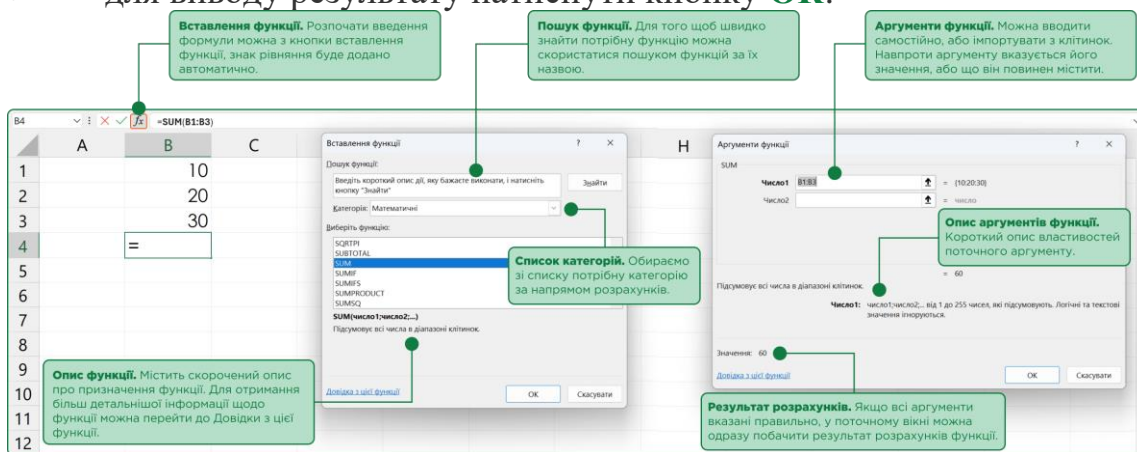 для виводу результату натиснути кнопку OK.
Вставлення функції. Розпочати введення
формули можна з кнопки вставлення
функції, знак рівняння буде додано
автоматично.
Пошук функції. Для того щоб швидко
знайти потрібну функцію можна
скористатися пошуком функцій за їх
назвою.
Аргументи функції. Можна вводити
самостійно, або імпортувати з клітинок.
Навпроти аргументу вказується його
значення, або що він повинен містити.
B4 fx =SUM(B1:B3)
A B C H
1 10
2 20
3 30
4 =
5
6
7
8
9
10
11
12
Вставлення функції ? ×
Пошук функції:
Введіть короткий опис дії, яку бажаєте виконати, і натисніть
кнопку "Знайти"
Знайти
Категорія: Математичні
Виберіть функцію:
SQRTPI
SUBTOTAL
SUM
SUMIF
SUMIFS
SUMPRODUCT
SUMSQ
SUM(число1;число2;...)
Підсумовує всі числа в діапазоні клітинок.
Довідка з цієї функції
OK Скасувати
Список категорій. Обираємо
зі списку потрібну категорію
за напрямом розрахунків.
Опис функції. Містить скорочений опис
про призначення функції. Для отримання
більш детальнішої інформації щодо
функції можна перейти до Довідки з цієї
функції.
Аргументи функції ? ×
SUM
Число1 B1:B3 = {10:20:30}
Число2 = число
Опис аргументів функції.
Короткий опис властивостей
поточного аргументу.
= 60
Підсумовує всі числа в діапазоні клітинок.
Число1: число1;число2;... від 1 до 255 чисел, які підсумовують. Логічні та текстові
значення ігноруються.
Значення: 60
Довідка з цієї функції
OK Скасувати
Результат розрахунків. Якщо всі аргументи
вказані правильно, у поточному вікні можна
одразу побачити результат розрахунків функції.